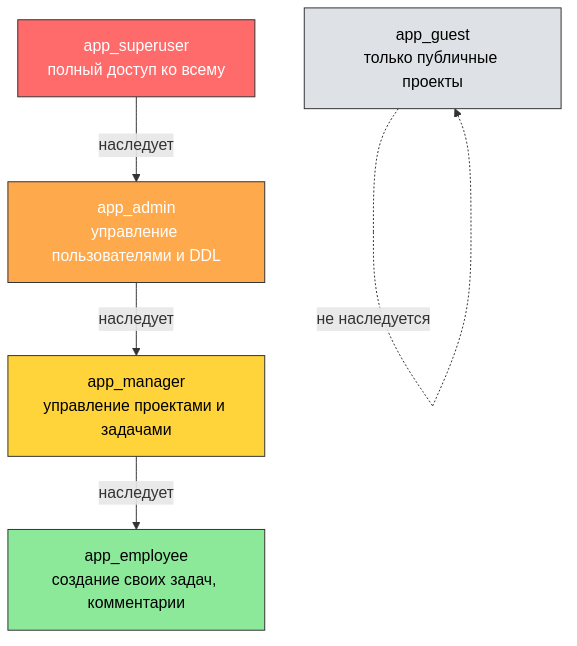 app_superuser
полный доступ ко всему
наследует
app_admin
управление
пользователями и DDL
наследует
app_manager
управление проектами и
задачами
наследует
app_employee
создание своих задач,
комментарии
app_guest
только публичные
проекты
не наследуется